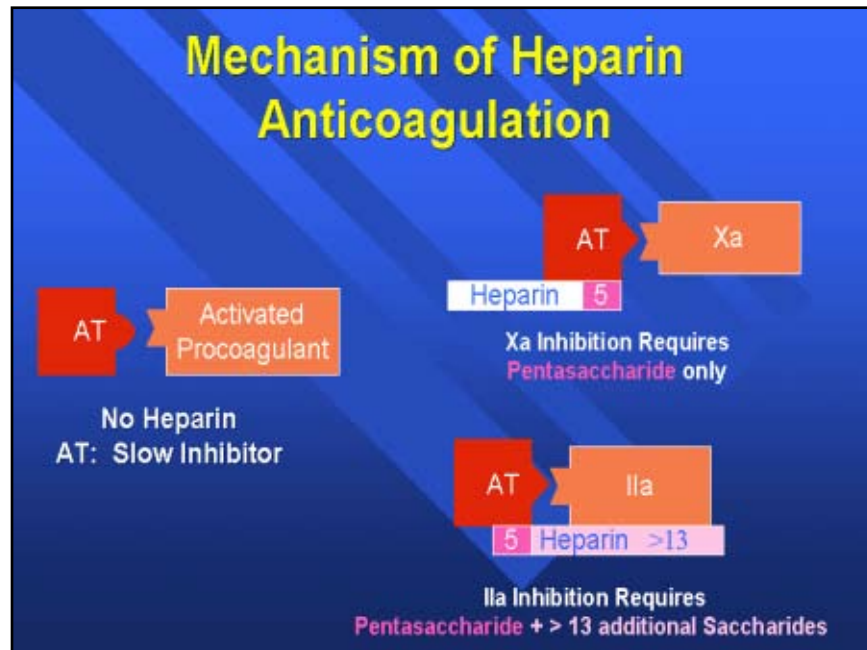 Mechanism of Heparin
Anticoagulation
AT
Activated
Procoagulant
No Heparin
AT: Slow Inhibitor
AT
Xa
Heparin 5
Xa Inhibition Requires
Pentasaccharide only
AT
IIa
5 Heparin >13
IIa Inhibition Requires
Pentasaccharide + > 13 additional Saccharides